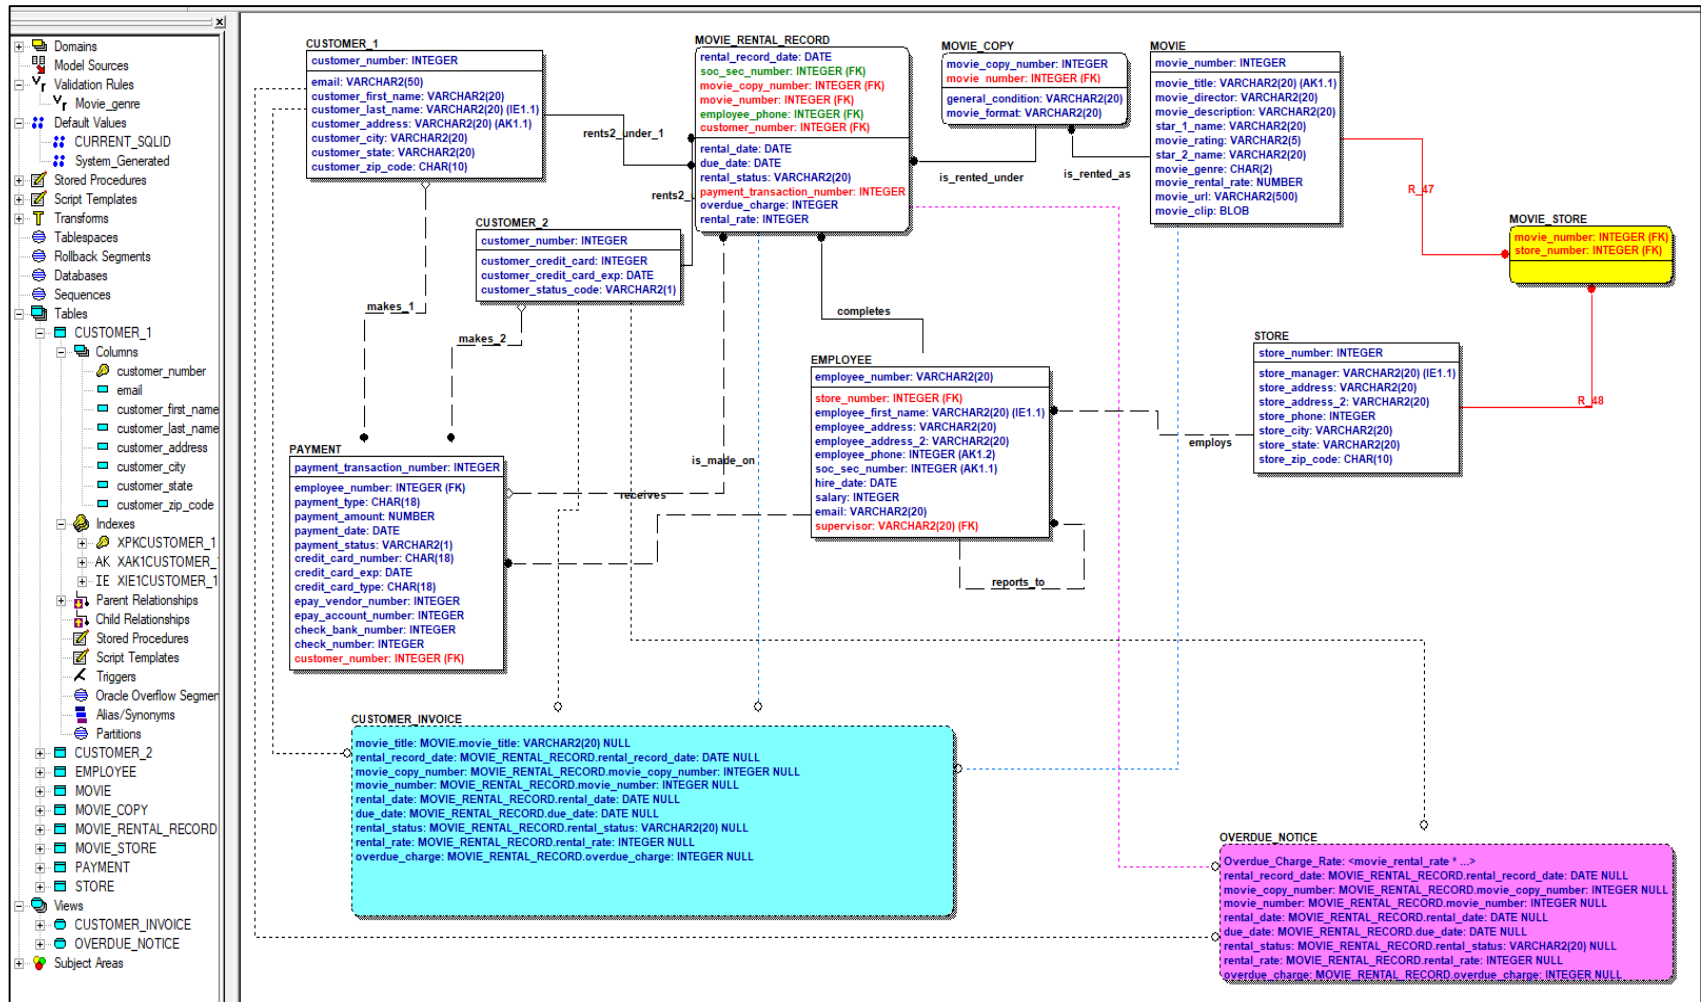 Domains
Model Sources
Validation Rules
Movie_genre
Default Values
CURRENT_SQLID
System_Generated
Stored Procedures
Script Templates
Transforms
Tablespaces
Rollback Segments
Databases
Sequences
Tables
CUSTOMER_1
Columns
customer_number
email
customer_first_name
customer_last_name
customer_address
customer_city
customer_state
customer_zip_code
Indexes
XPKCUSTOMER_1
AK XAK1CUSTOMER_
IE XIE1CUSTOMER_1
Parent Relationships
Child Relationships
Stored Procedures
Script Templates
Triggers
Oracle Overflow Segmer
Alias/Synonyms
Partitions
CUSTOMER_2
EMPLOYEE
MOVIE
MOVIE_COPY
MOVIE_RENTAL_RECORD
MOVIE_STORE
PAYMENT
STORE
Views
CUSTOMER_INVOICE
OVERDUE_NOTICE
Subject Areas
CUSTOMER_1
customer_number: INTEGER
email: VARCHAR2(50)
customer_first_name: VARCHAR2(20)
customer_last_name: VARCHAR2(20) (IE1.1)
customer_address: VARCHAR2(20) (AK1.1)
customer_city: VARCHAR2(20)
customer_state: VARCHAR2(20)
customer_zip_code: CHAR(10)
rents2_under_1
rents2_
MOVIE_RENTAL_RECORD
rental_record_date: DATE
soc_sec_number: INTEGER (FK)
movie_copy_number: INTEGER (FK)
movie_number: INTEGER (FK)
employee_phone: INTEGER (FK)
customer_number: INTEGER (FK)
rental_date: DATE
due_date: DATE
rental_status: VARCHAR2(20)
payment_transaction_number: INTEGER
overdue_charge: INTEGER
rental_rate: INTEGER
MOVIE_COPY
movie_copy_number: INTEGER
movie_number: INTEGER (FK)
general_condition: VARCHAR2(20)
movie_format: VARCHAR2(20)
is_rented_under
is_rented_as
MOVIE
movie_number: INTEGER
movie_title: VARCHAR2(20) (AK1.1)
movie_director: VARCHAR2(20)
movie_description: VARCHAR2(20)
star_1_name: VARCHAR2(20)
movie_rating: VARCHAR2(5)
star_2_name: VARCHAR2(20)
movie_genre: CHAR(2)
movie_rental_rate: NUMBER
movie_url: VARCHAR2(500)
movie_clip: BLOB
R_47
MOVIE_STORE
movie_number: INTEGER (FK)
store_number: INTEGER (FK)
CUSTOMER_2
customer_number: INTEGER
customer_credit_card: INTEGER
customer_credit_card_exp: DATE
customer_status_code: VARCHAR2(1)
makes_1
makes_2
completes
STORE
store_number: INTEGER
store_manager: VARCHAR2(20) (IE1.1)
store_address: VARCHAR2(20)
store_address_2: VARCHAR2(20)
store_phone: INTEGER
store_city: VARCHAR2(20)
store_state: VARCHAR2(20)
store_zip_code: CHAR(10)
R_48
employs
EMPLOYEE
employee_number: VARCHAR2(20)
store_number: INTEGER (FK)
employee_first_name: VARCHAR2(20) (IE1.1)
employee_address: VARCHAR2(20)
employee_address_2: VARCHAR2(20)
employee_phone: INTEGER (AK1.2)
soc_sec_number: INTEGER (AK1.1)
hire_date: DATE
salary: INTEGER
email: VARCHAR2(20)
supervisor: VARCHAR2(20) (FK)
reports_to
is_made_on
receives
PAYMENT
payment_transaction_number: INTEGER
employee_number: INTEGER (FK)
payment_type: CHAR(18)
payment_amount: NUMBER
payment_date: DATE
payment_status: VARCHAR2(1)
credit_card_number: CHAR(18)
credit_card_exp: DATE
credit_card_type: CHAR(18)
epay_vendor_number: INTEGER
epay_account_number: INTEGER
check_bank_number: INTEGER
check_number: INTEGER
customer_number: INTEGER (FK)
CUSTOMER_INVOICE
movie_title: MOVIE.movie_title: VARCHAR2(20) NULL
rental_record_date: MOVIE_RENTAL_RECORD.rental_record_date: DATE NULL
movie_copy_number: MOVIE_RENTAL_RECORD.movie_copy_number: INTEGER NULL
movie_number: MOVIE_RENTAL_RECORD.movie_number: INTEGER NULL
rental_date: MOVIE_RENTAL_RECORD.rental_date: DATE NULL
due_date: MOVIE_RENTAL_RECORD.due_date: DATE NULL
rental_status: MOVIE_RENTAL_RECORD.rental_status: VARCHAR2(20) NULL
rental_rate: MOVIE_RENTAL_RECORD.rental_rate: INTEGER NULL
overdue_charge: MOVIE_RENTAL_RECORD.overdue_charge: INTEGER NULL
OVERDUE_NOTICE
Overdue_Charge_Rate: <movie_rental_rate * ...>
rental_record_date: MOVIE_RENTAL_RECORD.rental_record_date: DATE NULL
movie_copy_number: MOVIE_RENTAL_RECORD.movie_copy_number: INTEGER NULL
movie_number: MOVIE_RENTAL_RECORD.movie_number: INTEGER NULL
rental_date: MOVIE_RENTAL_RECORD.rental_date: DATE NULL
due_date: MOVIE_RENTAL_RECORD.due_date: DATE NULL
rental_status: MOVIE_RENTAL_RECORD.rental_status: VARCHAR2(20) NULL
rental_rate: MOVIE_RENTAL_RECORD.rental_rate: INTEGER NULL
overdue_charge: MOVIE_RENTAL_RECORD.overdue_charge: INTEGER NULL